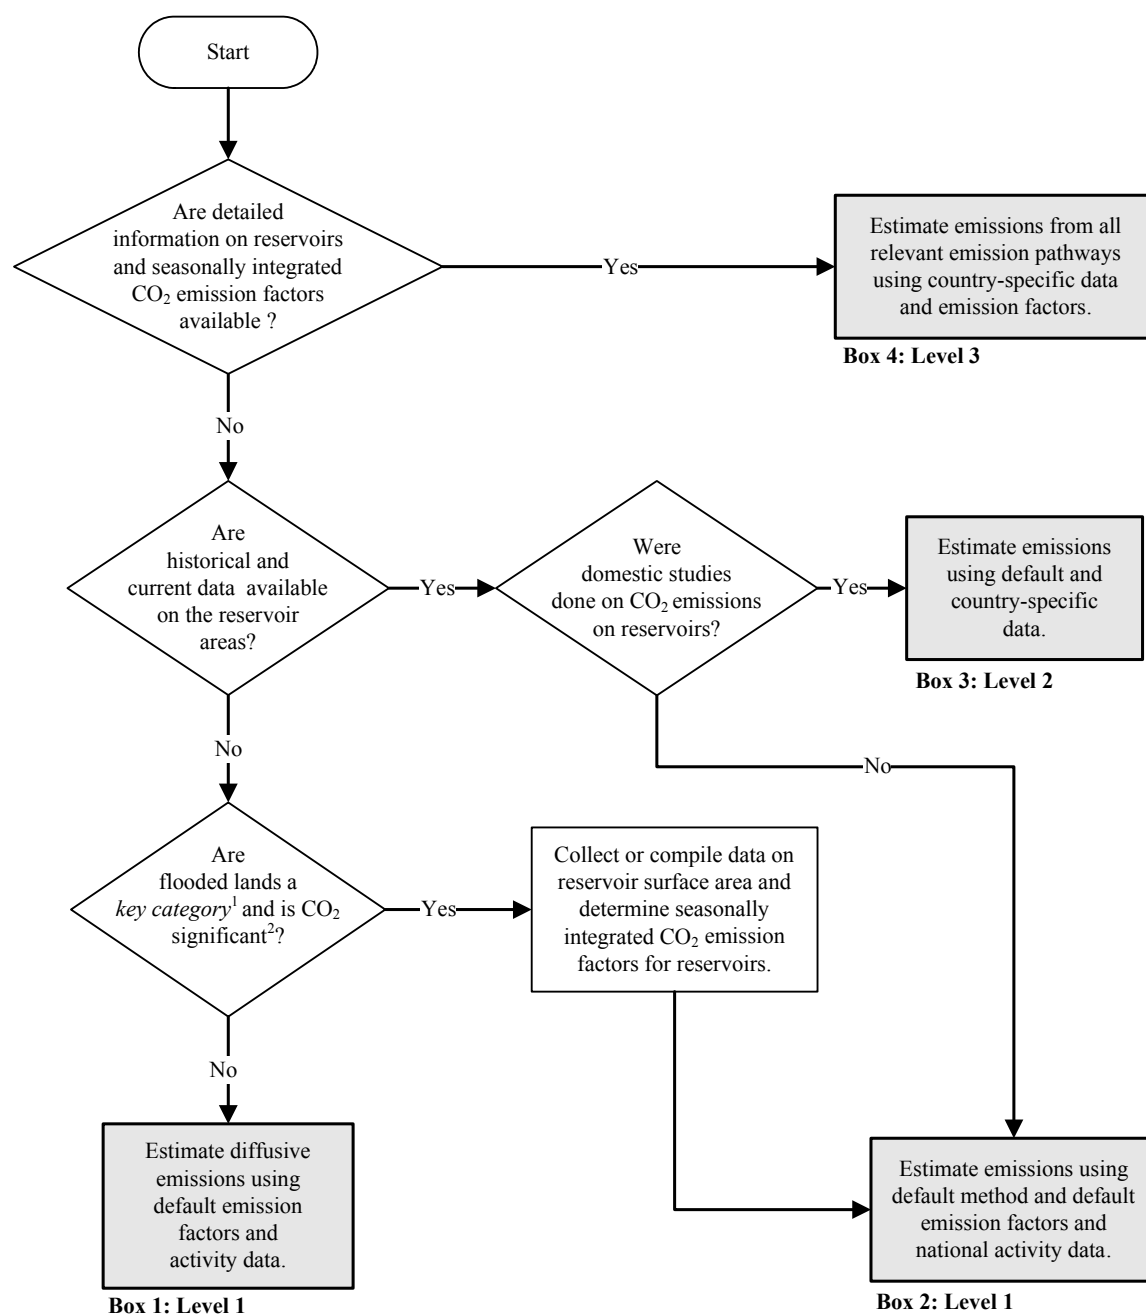 Start
Are detailed
information on reservoirs
and seasonally integrated
CO₂ emission factors
available ?
Yes
Estimate emissions from all
relevant emission pathways
using country-specific data
and emission factors.
Box 4: Level 3
No
Are
historical and
current data available
on the reservoir
areas?
Yes
Were
domestic studies
done on CO₂ emissions
on reservoirs?
Yes
Estimate emissions
using default and
country-specific
data.
Box 3: Level 2
No
No
Are
flooded lands a
key category¹ and is CO₂
significant²?
Yes
Collect or compile data on
reservoir surface area and
determine seasonally
integrated CO₂ emission
factors for reservoirs.
No
Estimate diffusive
emissions using
default emission
factors and
activity data.
Box 1: Level 1
Estimate emissions using
default method and default
emission factors and
national activity data.
Box 2: Level 1